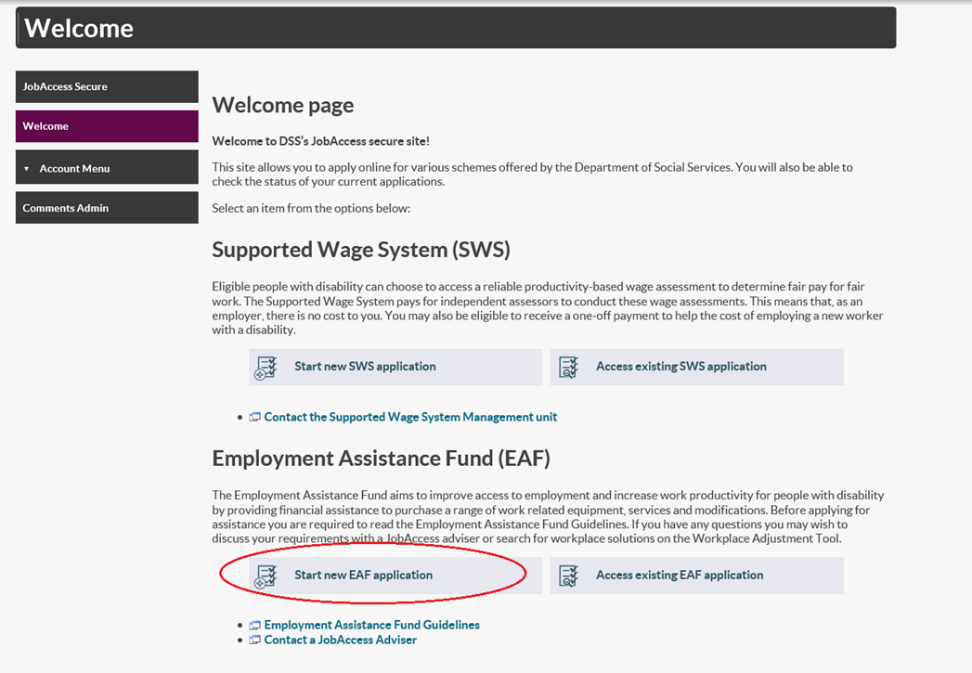 Welcome
JobAccess Secure
Welcome
Account Menu
Comments Admin
Welcome page
Welcome to DSS's JobAccess secure site!
This site allows you to apply online for various schemes offered by the Department of Social Services. You will also be able to
check the status of your current applications.
Select an item from the options below:
Supported Wage System (SWS)
Eligible people with disability can choose to access a reliable productivity-based wage assessment to determine fair pay for fair
work. The Supported Wage System pays for independent assessors to conduct these wage assessments. This means that, as an
employer, there is no cost to you. You may also be eligible to receive a one-off payment to help the cost of employing a new worker
with a disability.
Start new SWS application
Access existing SWS application
Contact the Supported Wage System Management unit
Employment Assistance Fund (EAF)
The Employment Assistance Fund aims to improve access to employment and increase work productivity for people with disability
by providing financial assistance to purchase a range of work related equipment, services and modifications. Before applying for
assistance you are required to read the Employment Assistance Fund Guidelines. If you have any questions you may wish to
discuss your requirements with a JobAccess adviser or search for workplace solutions on the Workplace Adjustment Tool.
Start new EAF application
Access existing EAF application
Employment Assistance Fund Guidelines
Contact a JobAccess Adviser